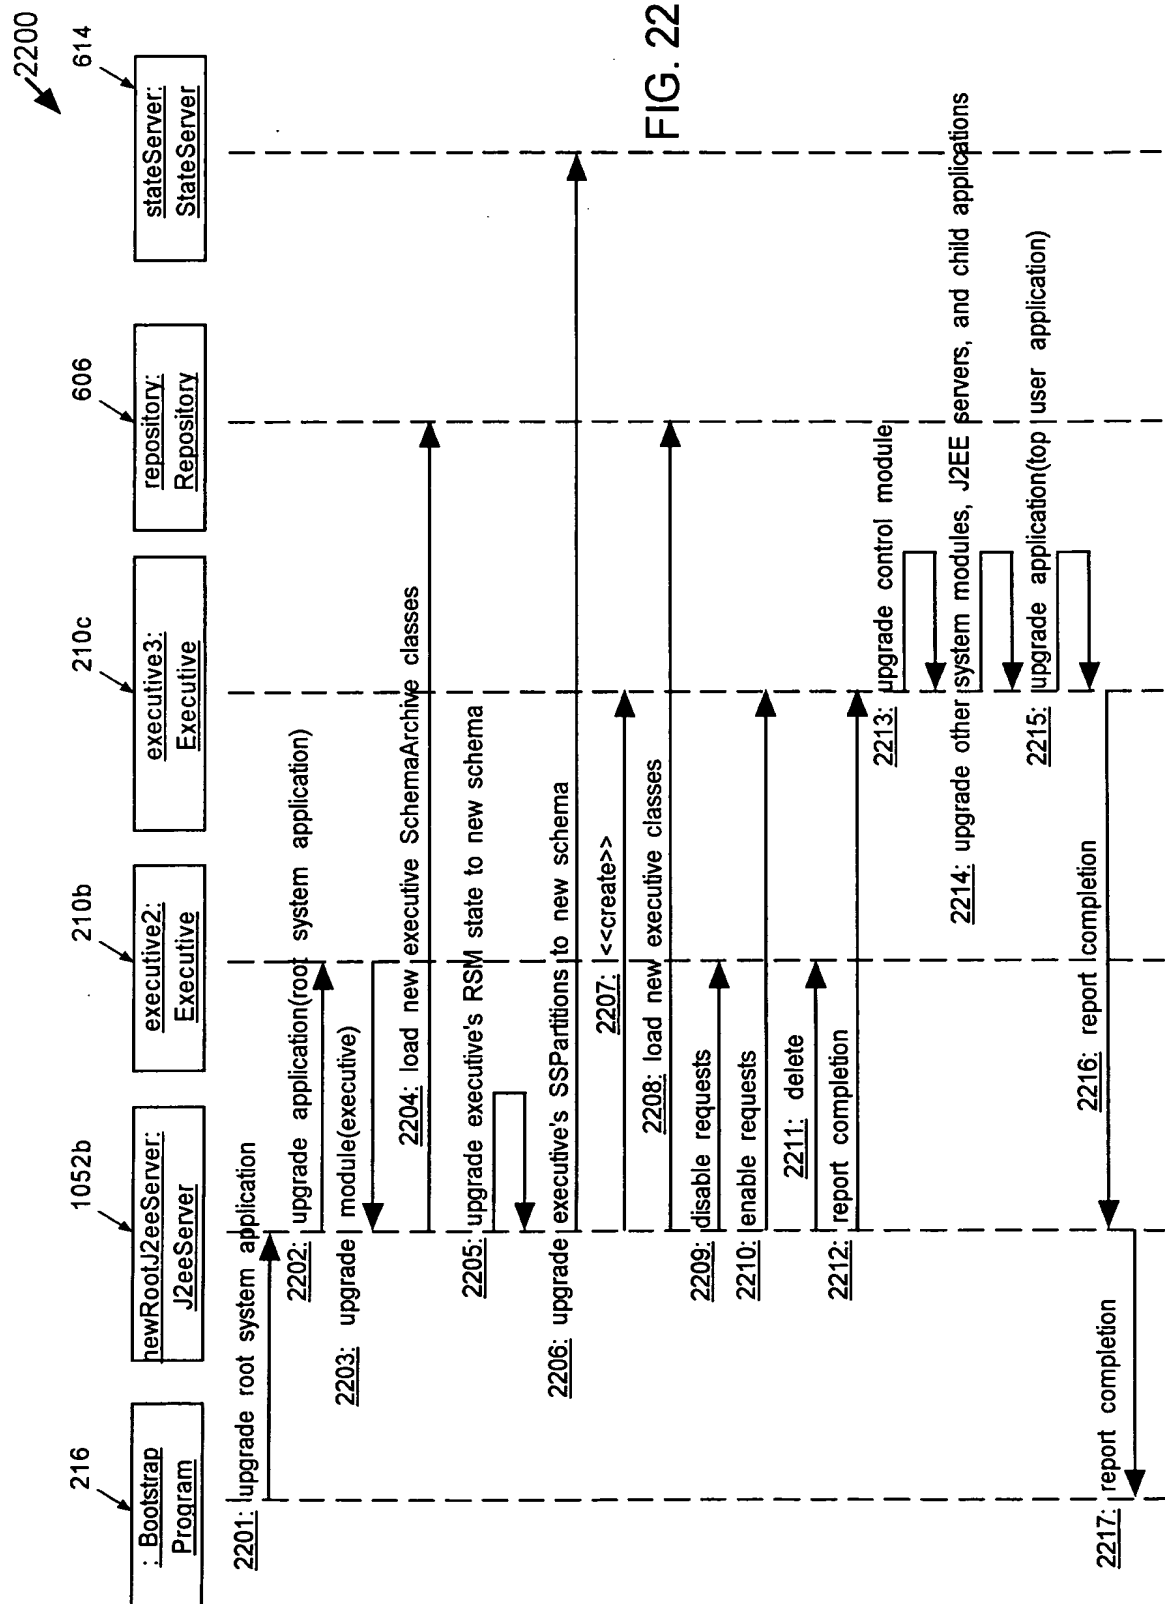 2200
216
1052b
210b
210c
606
614
: Bootstrap
Program
newRootJ2eeServer:
J2eeServer
executive2:
Executive
executive3:
Executive
repository:
Repository
stateServer:
StateServer
2201: upgrade root system application
2202: upgrade application(root system application)
2203: upgrade module(executive)
2204: load new executive SchemaArchive classes
2205: upgrade executive's RSM state to new schema
2206: upgrade executive's SSPartitions to new schema
2207: <<create>>
2208: load new executive classes
2209: disable requests
2210: enable requests
2211: delete
2212: report completion
2213: upgrade control module
2214: upgrade other system modules, J2EE servers, and child applications
2215: upgrade application(top user application)
2216: report completion
2217: report completion
FIG. 22